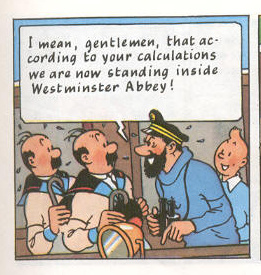 I mean, gentlemen, that ac-
cording to your calculations
we are now standing inside
Westminster Abbey!